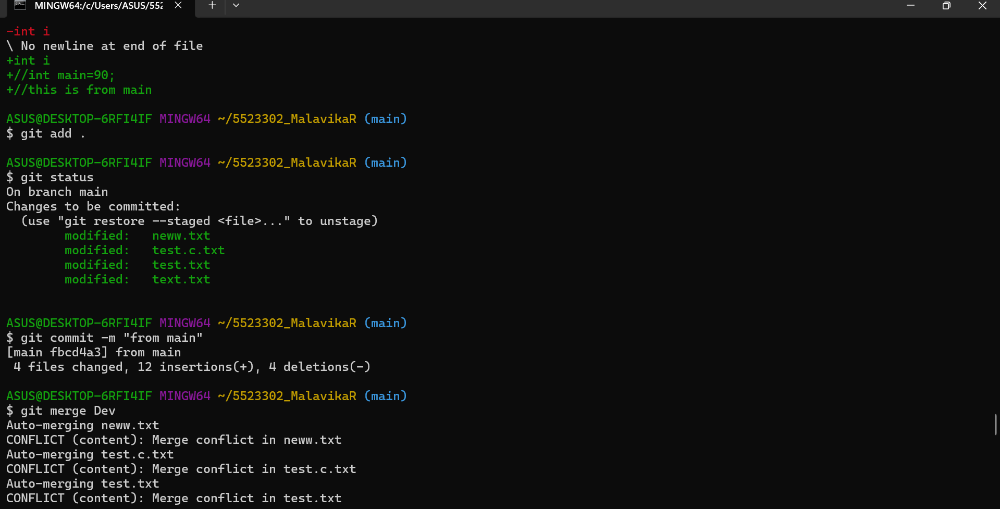 MINGW64:/c/Users/ASUS/552
-int i
\ No newline at end of file
+int i
+//int main=90;
+//this is from main
ASUS@DESKTOP-6RFI4IF MINGW64 ~/5523302_MalavikaR (main)
$ git add .
ASUS@DESKTOP-6RFI4IF MINGW64 ~/5523302_MalavikaR (main)
$ git status
On branch main
Changes to be committed:
  (use "git restore --staged <file>..." to unstage)
        modified:   neww.txt
        modified:   test.c.txt
        modified:   test.txt
        modified:   text.txt
ASUS@DESKTOP-6RFI4IF MINGW64 ~/5523302_MalavikaR (main)
$ git commit -m "from main"
[main fbcd4a3] from main
 4 files changed, 12 insertions(+), 4 deletions(-)
ASUS@DESKTOP-6RFI4IF MINGW64 ~/5523302_MalavikaR (main)
$ git merge Dev
Auto-merging neww.txt
CONFLICT (content): Merge conflict in neww.txt
Auto-merging test.c.txt
CONFLICT (content): Merge conflict in test.c.txt
Auto-merging test.txt
CONFLICT (content): Merge conflict in test.txt